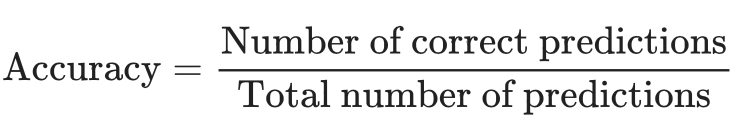 Accuracy = Number of correct predictions
Total number of predictions